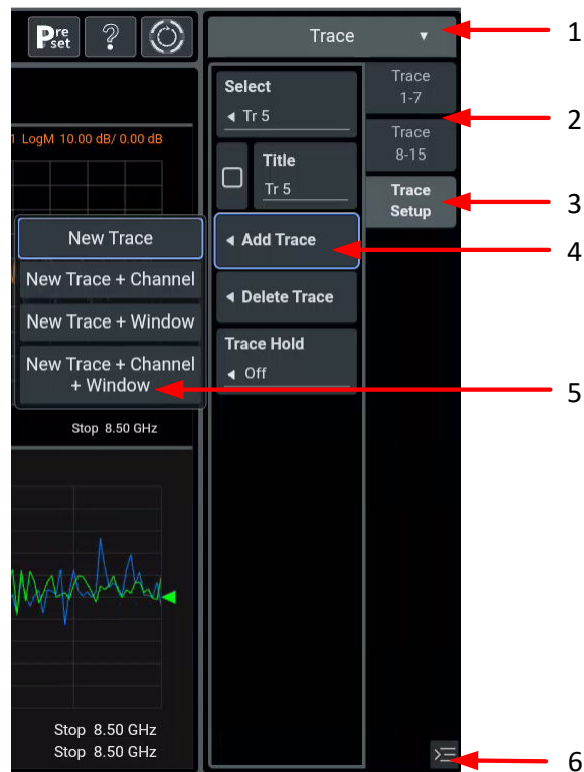 Pre
set
?
Trace
1
Select
Tr 5
Trace
1-7
2
1 LogM 10.00 dB/ 0.00 dB
Trace
8-15
Title
Tr 5
Trace
Setup
3
New Trace
Add Trace
4
New Trace + Channel
Delete Trace
New Trace + Window
Trace Hold
Off
New Trace + Channel
+ Window
5
Stop 8.50 GHz
Stop 8.50 GHz
Stop 8.50 GHz
6